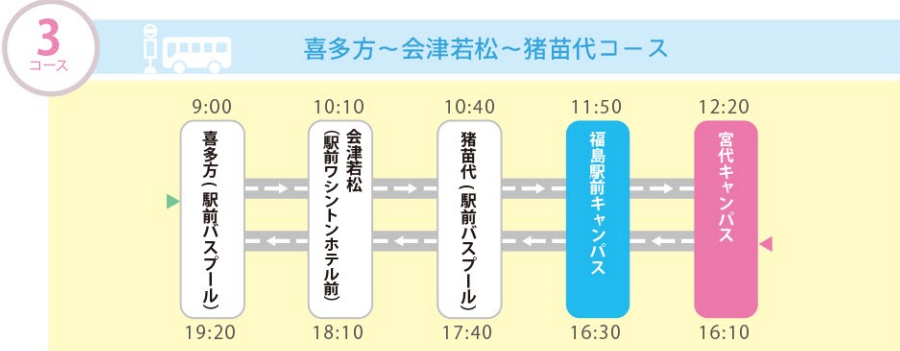 3
コース
喜多方～会津若松～猪苗代コース
9:00
10:10
10:40
11:50
12:20
喜多方(駅前バスプール)
会津若松
(駅前ワシントンホテル前)
猪苗代(駅前バスプール)
福島駅前キャンパス
宮代キャンパス
19:20
18:10
17:40
16:30
16:10